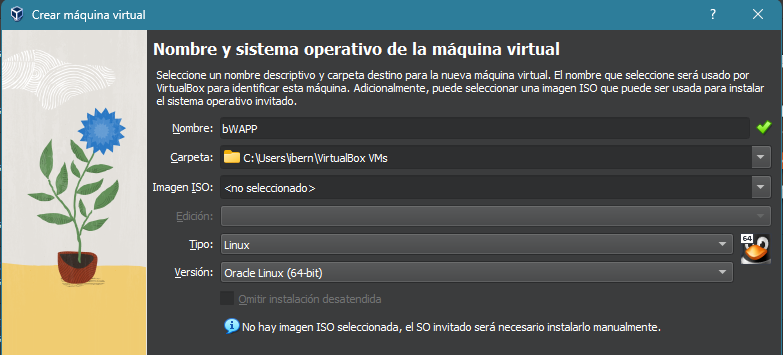 Crear máquina virtual
?
Nombre y sistema operativo de la máquina virtual
Seleccione un nombre descriptivo y carpeta destino para la nueva máquina virtual. El nombre que seleccione será usado por
VirtualBox para identificar esta máquina. Adicionalmente, puede seleccionar una imagen ISO que puede ser usada para instalar
el sistema operativo invitado.
Nombre: bWAPP
Carpeta: C:\Users\ibern\VirtualBox VMs
Imagen ISO: <no seleccionado>
Edición:
Tipo: Linux
64
Versión: Oracle Linux (64-bit)
Omitir instalación desatendida
No hay imagen ISO seleccionada, el SO invitado será necesario instalarlo manualmente.